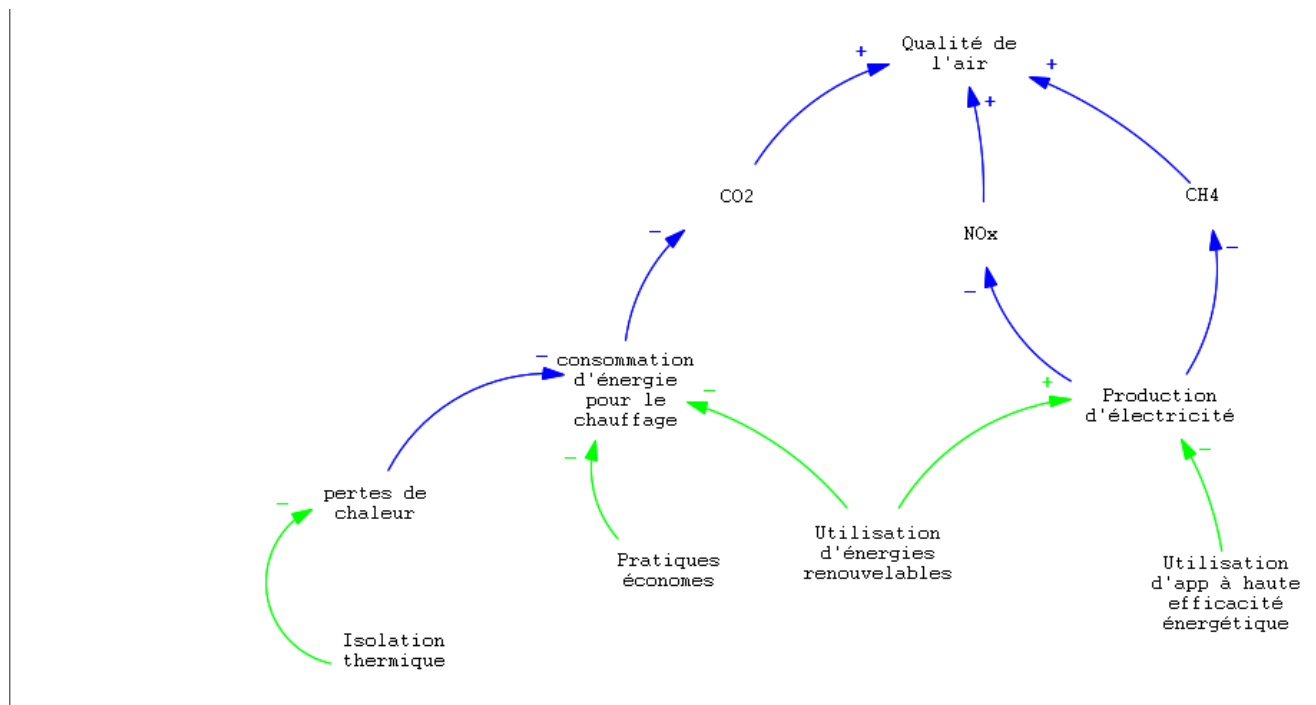 Qualité de
l'air
+
+
+
CO2
CH4
NOx
−
−
−
consommation
d'énergie
pour le
chauffage
−
−
+
Production
d'électricité
−
−
pertes de
chaleur
−
Utilisation
d'énergies
renouvelables
Pratiques
économes
Utilisation
d'app à haute
efficacité
énergétique
Isolation
thermique